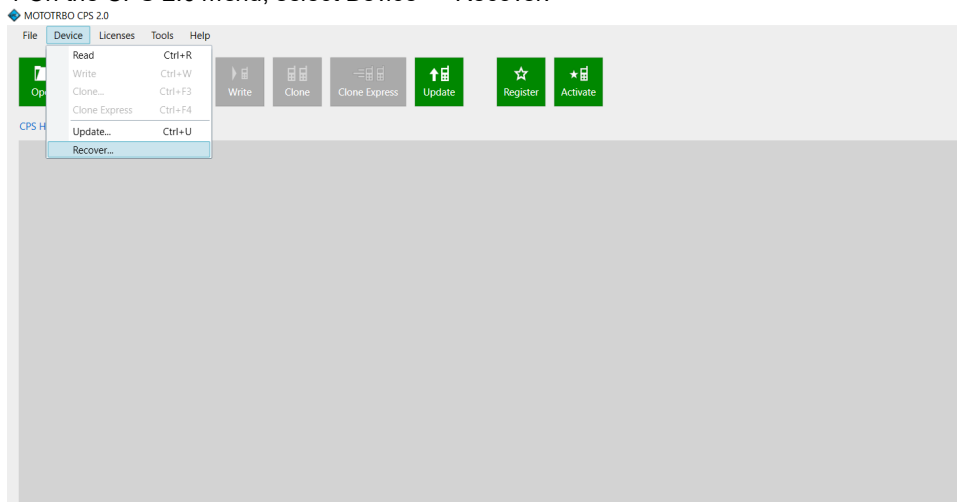 MOTOTRBO CPS 2.0
File Device Licenses Tools Help
Read Ctrl+R
Write Ctrl+W
Clone... Ctrl+F3
Clone Express Ctrl+F4
Update... Ctrl+U
Recover...
Write Clone Clone Express Update Register Activate
CPS H